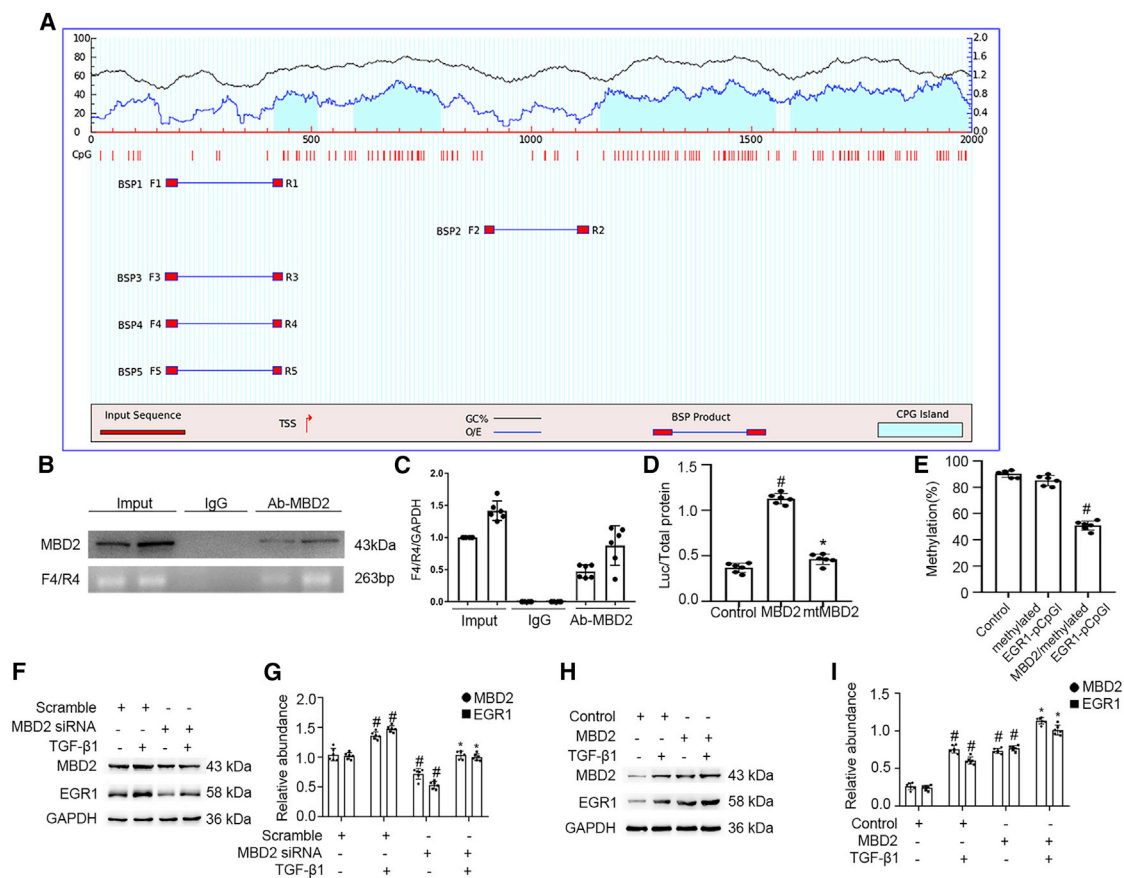 A
100
80
60
40
20
0
2.0
1.6
1.2
0.8
0.4
0.0
0 500 1000 1500 2000
CpG
BSP1 F1 R1
BSP2 F2 R2
BSP3 F3 R3
BSP4 F4 R4
BSP5 F5 R5
Input Sequence
TSS
GC%
O/E
BSP Product
CPG Island
B
Imput IgG Ab-MBD2
MBD2 43kDa
F4/R4 263bp
C
F4/R4/GAPDH
2.0
1.5
1.0
0.5
0.0
Imput IgG Ab-MBD2
D
Luc/Total protein
1.5
1.0
0.5
0.0
#
*
Control MBD2 mtMBD2
E
Methylation(%)
100
80
60
40
20
0
#
Control
methylated
EGR1-pCpGl
MBD2/methylated
EGR1-pCpGl
F
Scramble + + - -
MBD2 siRNA - - + +
TGF-β1 - + - +
MBD2 43 kDa
EGR1 58 kDa
GAPDH 36 kDa
G
Relative abundance
2.0
1.5
1.0
0.5
0.0
MBD2
EGR1
# #
# #
* *
Scramble + + - -
MBD2 siRNA - - + +
TGF-β1 - + - +
H
Control + + - -
MBD2 - - + +
TGF-β1 - + - +
MBD2 43 kDa
EGR1 58 kDa
GAPDH 36 kDa
I
Relative abundance
1.5
1.0
0.5
0.0
MBD2
EGR1
# #
# #
* *
Control + + - -
MBD2 - - + +
TGF-β1 - + - +